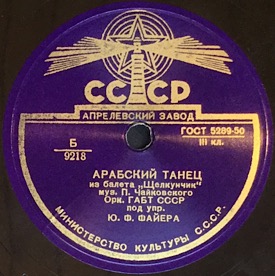 СССР
АПРЕЛЕВСКИЙ ЗАВОД
ГОСТ 5289-50
Б
III кл.
9218
АРАБСКИЙ ТАНЕЦ
из балета „Щелкунчик"
муз. П. Чайковского
Орк. ГАБТ СССР
под упр.
Ю. Ф. ФАЙЕРА
МИНИСТЕРСТВО КУЛЬТУРЫ С.С.С.Р.